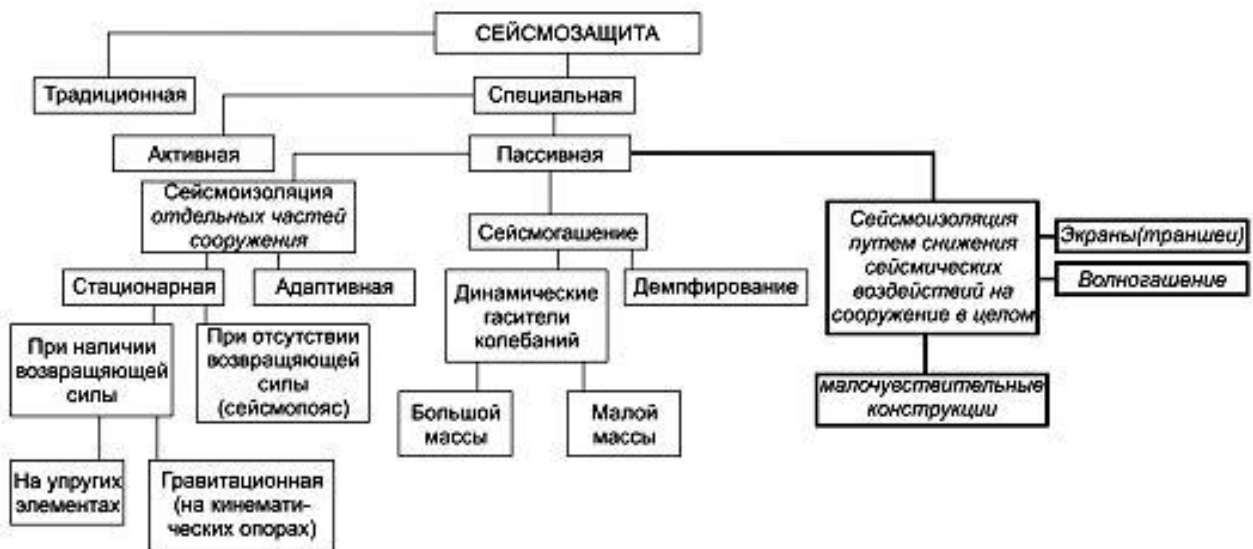 СЕЙСМОЗАЩИТА
Традиционная
Специальная
Активная
Пассивная
Сейсмоизоляция
отдельных частей
сооружения
Сейсмогашение
Сейсмоизоляция
путем снижения
сейсмических
воздействий на
сооружение в целом
Экраны(траншеи)
Волногашение
Стационарная
Адаптивная
Динамические
гасители
колебаний
Демпфирование
При наличии
возвращяющей
силы
При отсутствии
возвращяющей
силы
(сейсмопояс)
малочувствительные
конструкции
Большой
массы
Малой
массы
На упругих
элементах
Гравитационная
(на кинемати-
ческих опорах)